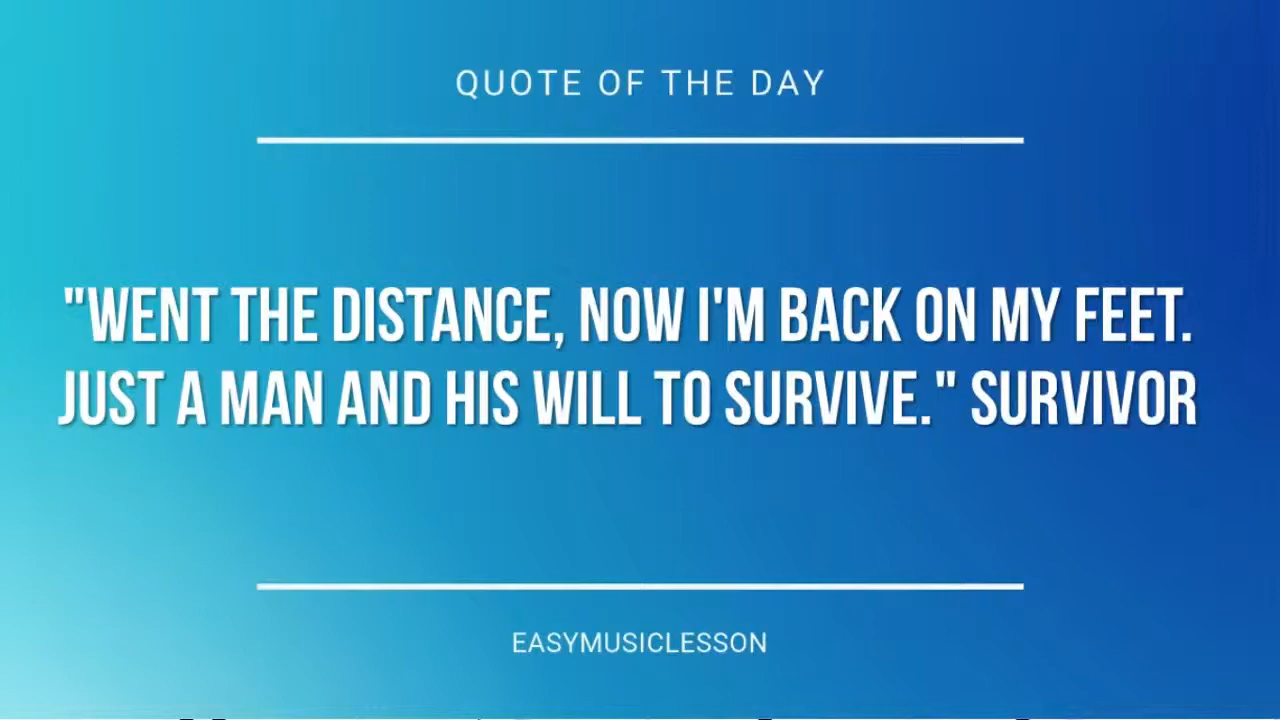 QUOTE OF THE DAY
"WENT THE DISTANCE, NOW I'M BACK ON MY FEET.
JUST A MAN AND HIS WILL TO SURVIVE." SURVIVOR
EASYMUSICLESSON